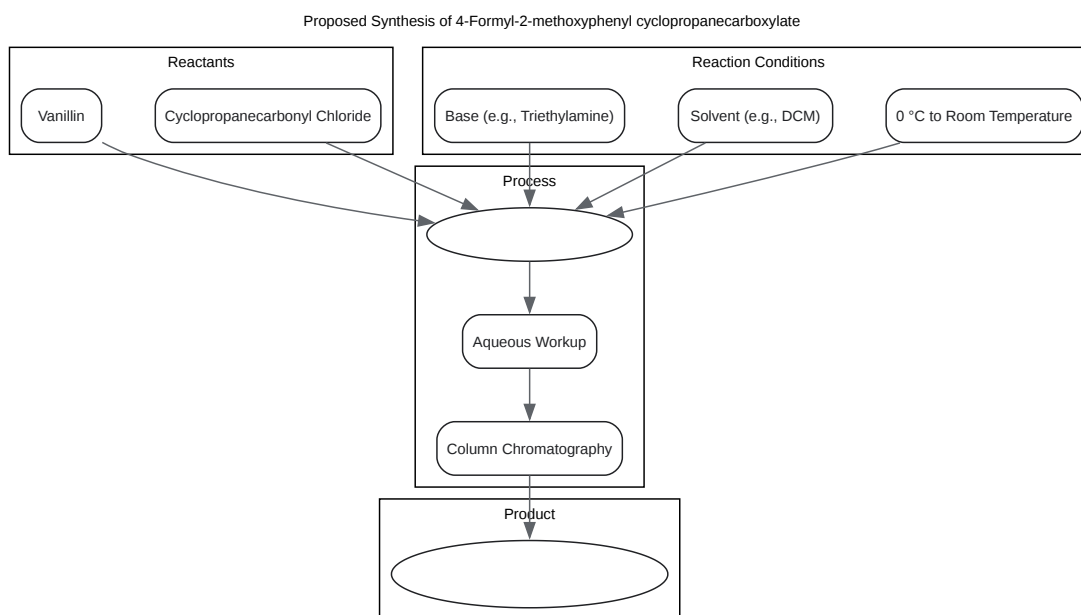 Proposed Synthesis of 4-Formyl-2-methoxyphenyl cyclopropanecarboxylate
Reactants
Reaction Conditions
Vanillin
Cyclopropanecarbonyl Chloride
Base (e.g., Triethylamine)
Solvent (e.g., DCM)
0 °C to Room Temperature
Process
Aqueous Workup
Column Chromatography
Product